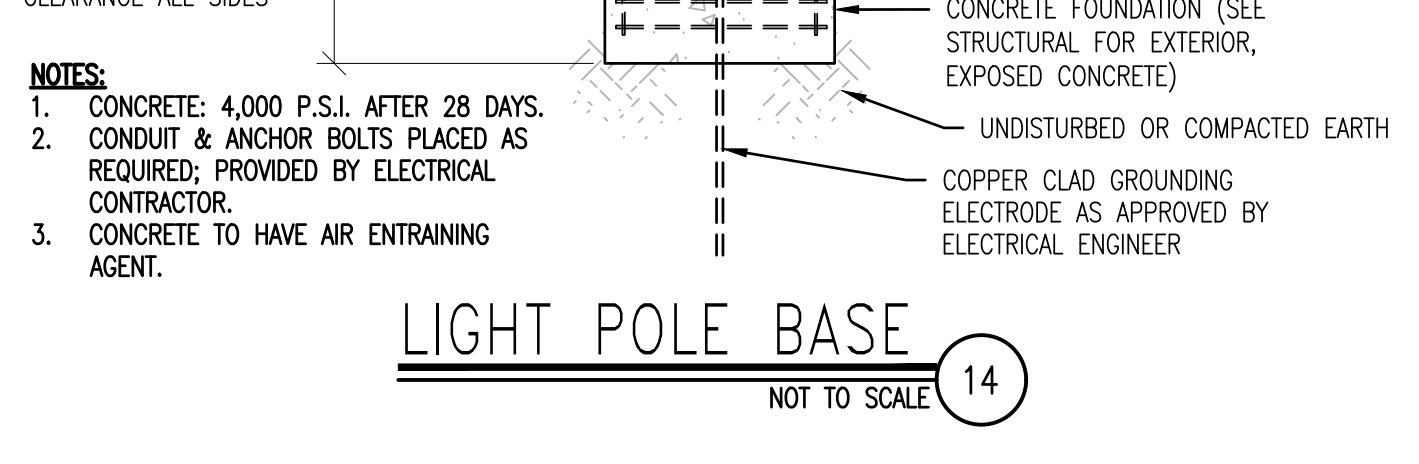 CLEARANCE ALL SIDES
NOTES:
1. CONCRETE: 4,000 P.S.I. AFTER 28 DAYS.
2. CONDUIT & ANCHOR BOLTS PLACED AS
REQUIRED; PROVIDED BY ELECTRICAL
CONTRACTOR.
3. CONCRETE TO HAVE AIR ENTRAINING
AGENT.
CONCRETE FOUNDATION (SEE
STRUCTURAL FOR EXTERIOR,
EXPOSED CONCRETE)
UNDISTURBED OR COMPACTED EARTH
COPPER CLAD GROUNDING
ELECTRODE AS APPROVED BY
ELECTRICAL ENGINEER
LIGHT POLE BASE
14
NOT TO SCALE